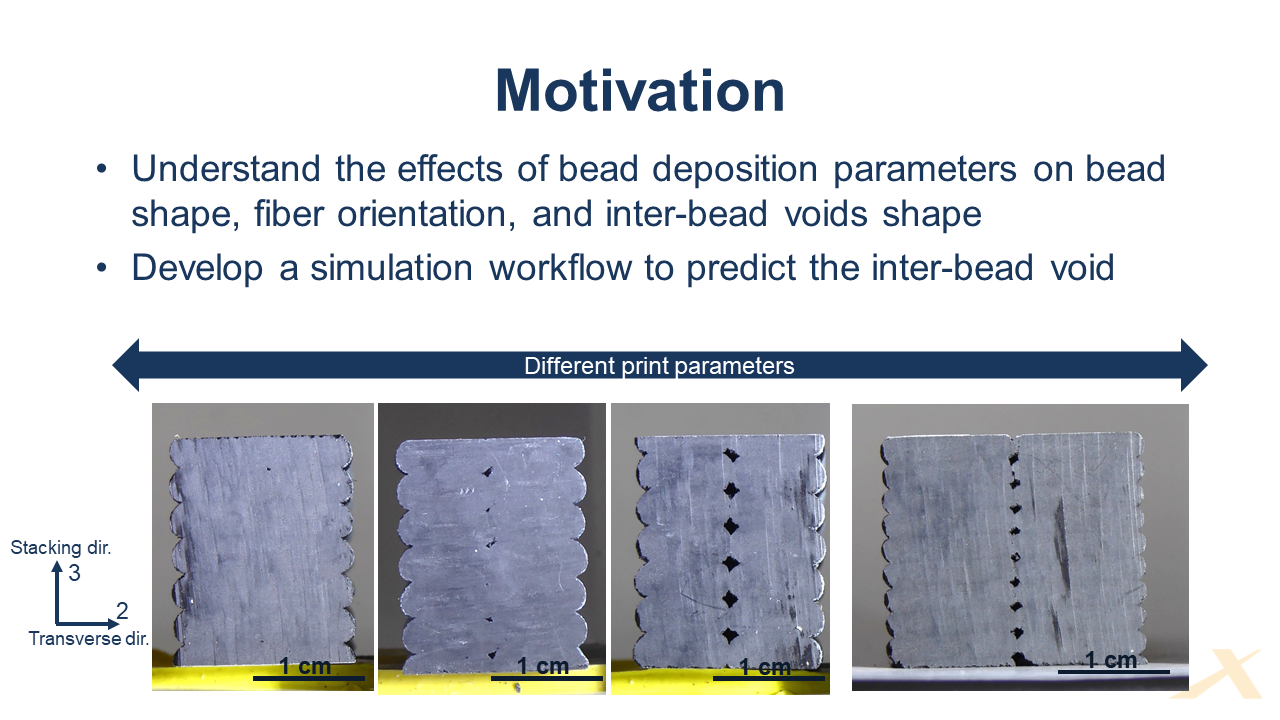 Motivation
• Understand the effects of bead deposition parameters on bead
shape, fiber orientation, and inter-bead voids shape
• Develop a simulation workflow to predict the inter-bead void
Different print parameters
Stacking dir.
3
2
Transverse dir.
1 cm
1 cm
1 cm
1 cm